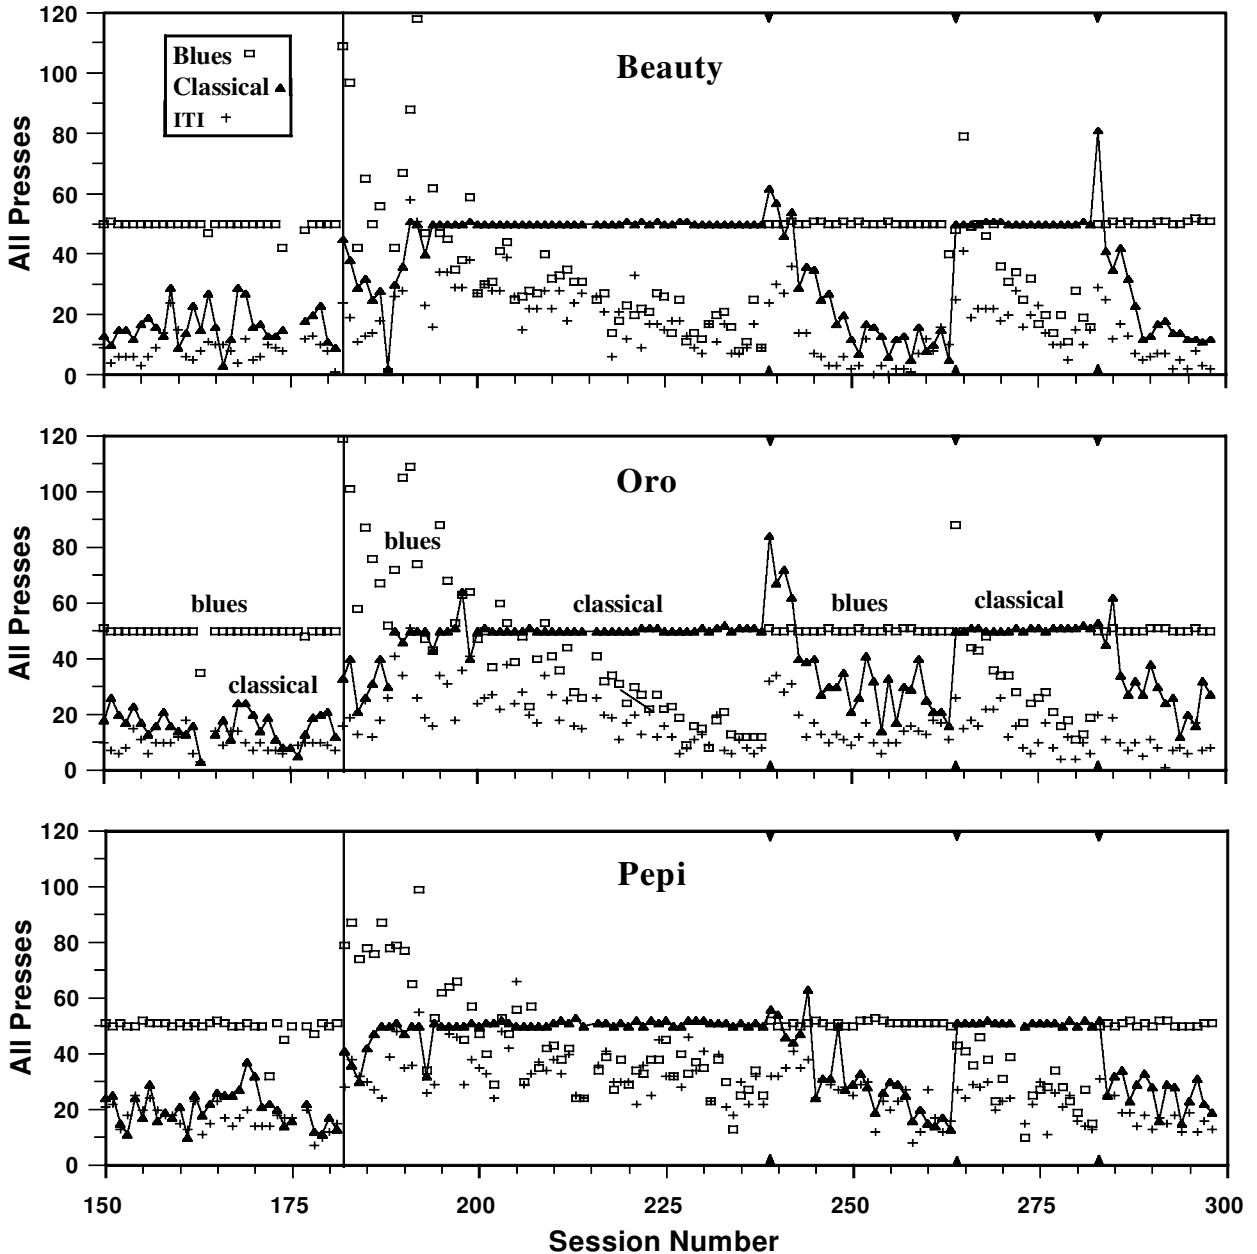 120
100
80
60
40
20
0
All Presses
Blues
Classical
ITI
Beauty
120
100
80
60
40
20
0
All Presses
Oro
blues
blues
classical
classical
blues
classical
120
100
80
60
40
20
0
All Presses
Pepi
150 175 200 225 250 275 300
Session Number